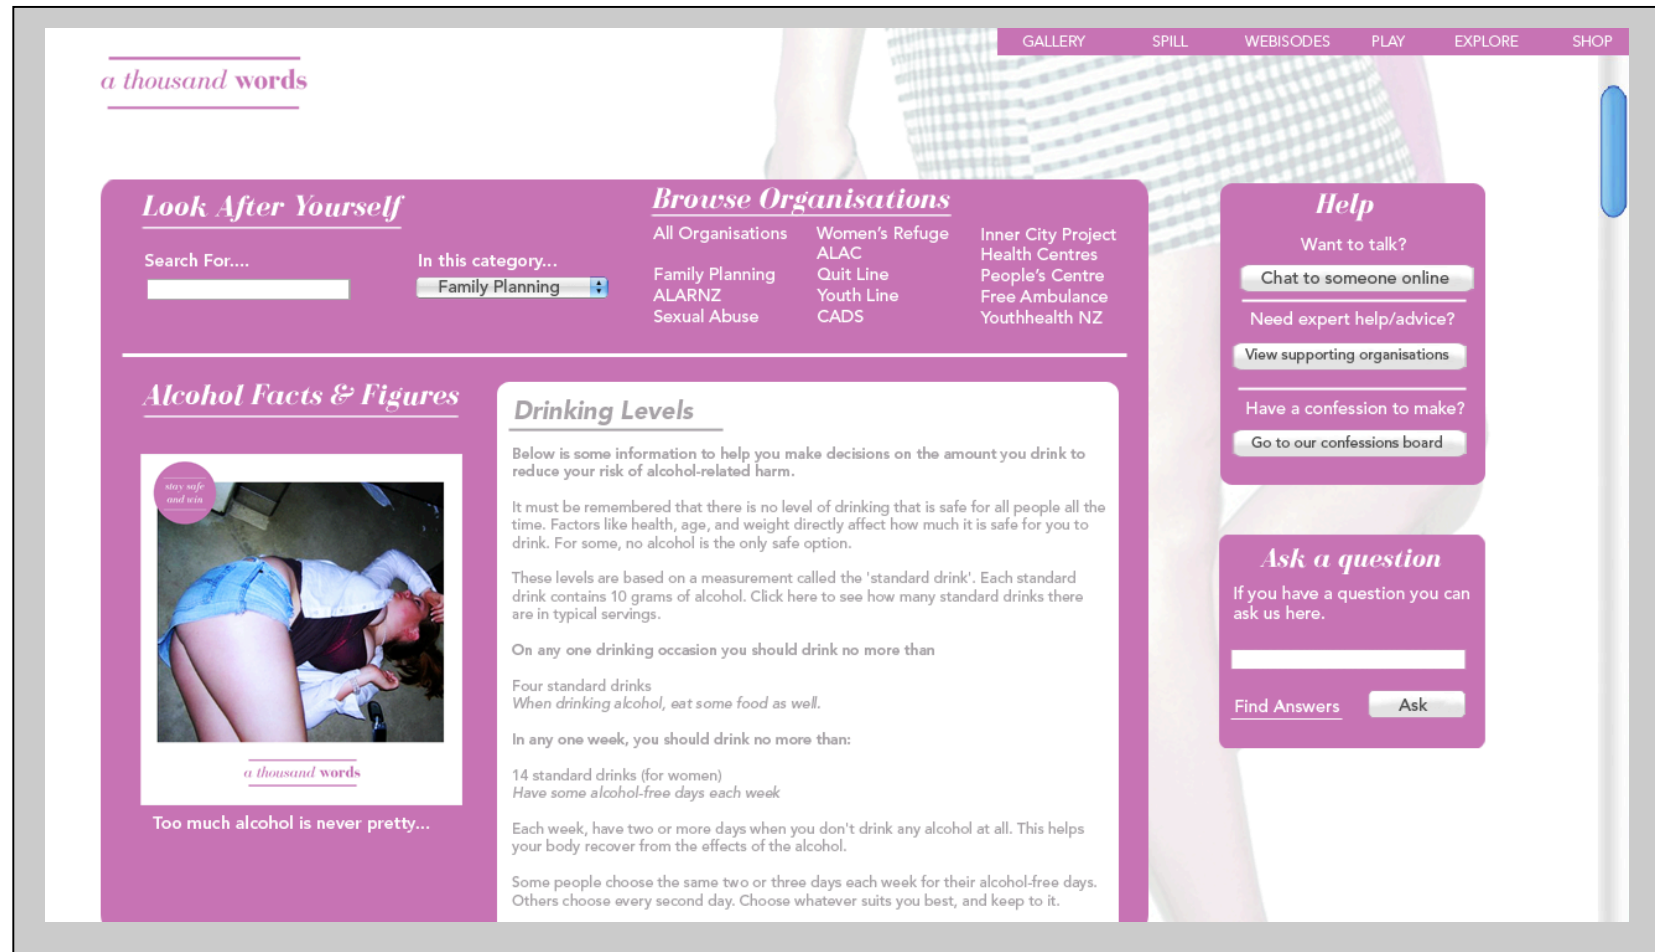 GALLERY SPILL WEBISODES PLAY EXPLORE SHOP
a thousand words
Look After Yourself
Search For....
In this category...
Family Planning
Browse Organisations
All Organisations
Family Planning
ALARNZ
Sexual Abuse
Women's Refuge
ALAC
Quit Line
Youth Line
CADS
Inner City Project
Health Centres
People's Centre
Free Ambulance
Youthhealth NZ
Alcohol Facts & Figures
stay safe
and win
a thousand words
Too much alcohol is never pretty...
Drinking Levels
Below is some information to help you make decisions on the amount you drink to
reduce your risk of alcohol-related harm.
It must be remembered that there is no level of drinking that is safe for all people all the
time. Factors like health, age, and weight directly affect how much it is safe for you to
drink. For some, no alcohol is the only safe option.
These levels are based on a measurement called the 'standard drink'. Each standard
drink contains 10 grams of alcohol. Click here to see how many standard drinks there
are in typical servings.
On any one drinking occasion you should drink no more than
Four standard drinks
When drinking alcohol, eat some food as well.
In any one week, you should drink no more than:
14 standard drinks (for women)
Have some alcohol-free days each week
Each week, have two or more days when you don't drink any alcohol at all. This helps
your body recover from the effects of the alcohol.
Some people choose the same two or three days each week for their alcohol-free days.
Others choose every second day. Choose whatever suits you best, and keep to it.
Help
Want to talk?
Chat to someone online
Need expert help/advice?
View supporting organisations
Have a confession to make?
Go to our confessions board
Ask a question
If you have a question you can
ask us here.
Find Answers
Ask